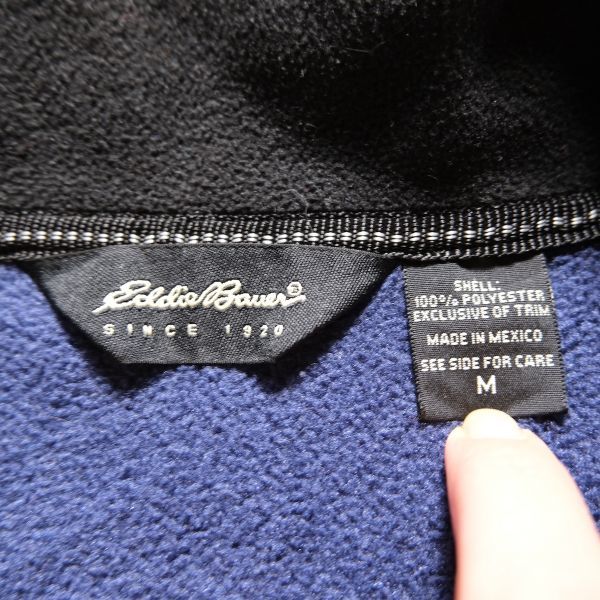 Eddie Bauer®
SINCE 1920
SHELL:
100% POLYESTER
EXCLUSIVE OF TRIM
MADE IN MEXICO
SEE SIDE FOR CARE
M